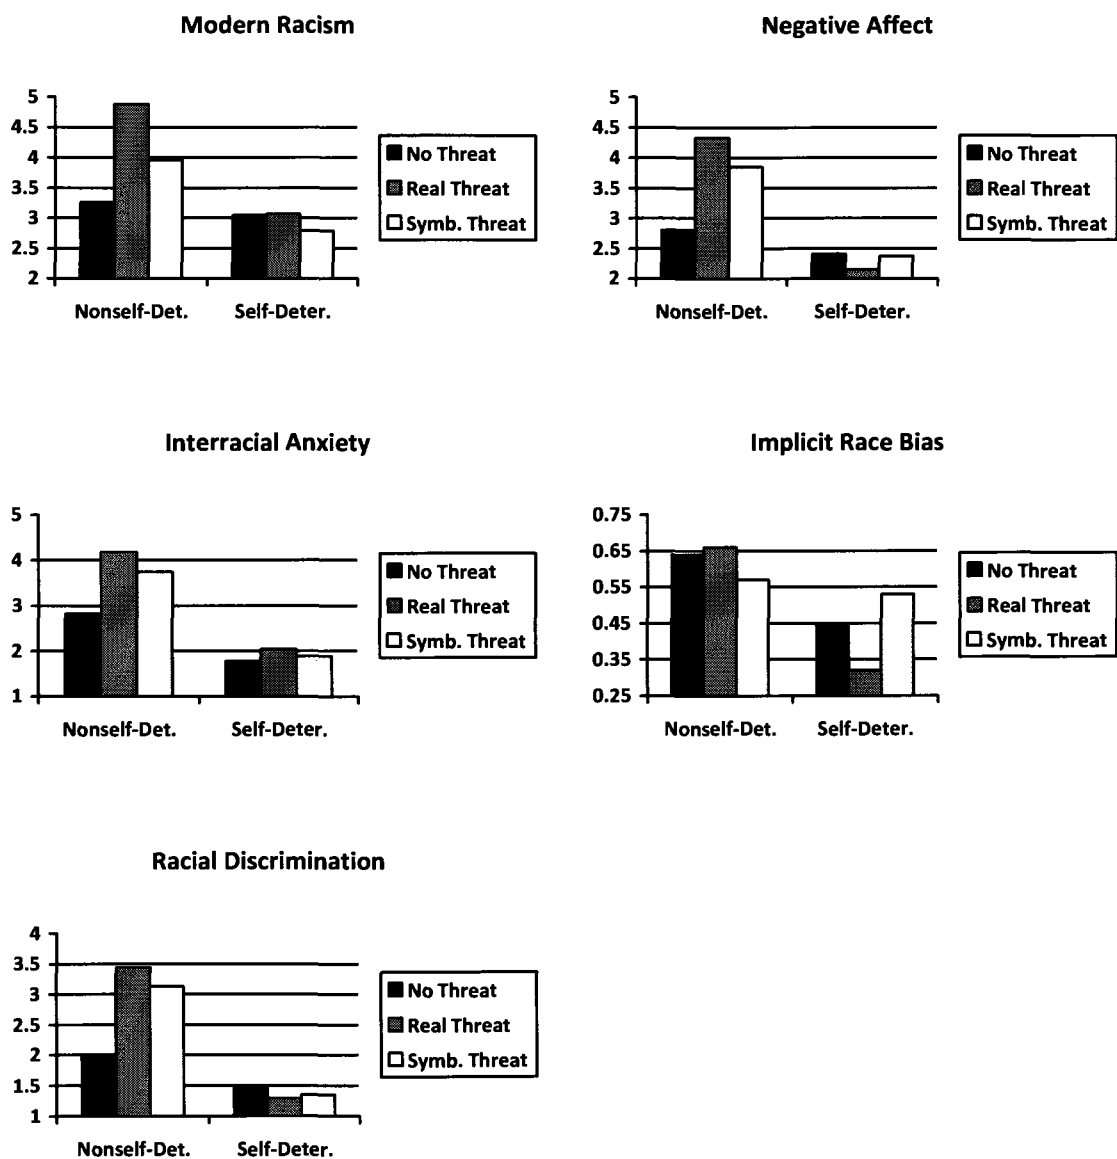 Modern Racism
5
4.5
4
3.5
3
2.5
2
Nonself-Det. Self-Deter.
No Threat
Real Threat
Symb. Threat
Negative Affect
5
4.5
4
3.5
3
2.5
2
Nonself-Det. Self-Deter.
No Threat
Real Threat
Symb. Threat
Interracial Anxiety
5
4
3
2
1
Nonself-Det. Self-Deter.
No Threat
Real Threat
Symb. Threat
Implicit Race Bias
0.75
0.65
0.55
0.45
0.35
0.25
Nonself-Det. Self-Deter.
No Threat
Real Threat
Symb. Threat
Racial Discrimination
4
3.5
3
2.5
2
1.5
1
Nonself-Det. Self-Deter.
No Threat
Real Threat
Symb. Threat